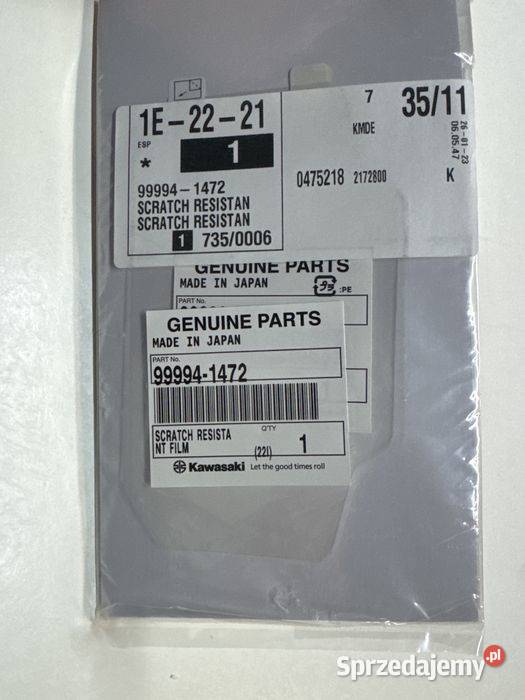 1E-22-21
ESP
*
1
99994-1472
SCRATCH RESISTAN
SCRATCH RESISTAN
1 735/0006
7
35/11
KMDE
0475218 2172800
K
26-01-23
06.05.47
GENUINE PARTS
MADE IN JAPAN
プラ :PE
PART No.
GENUINE PARTS
MADE IN JAPAN
PART No.
99994-1472
SCRATCH RESISTA
NT FILM
(22I)
Q'TY
1
Kawasaki Let the good times roll
Sprzedajemy.pl